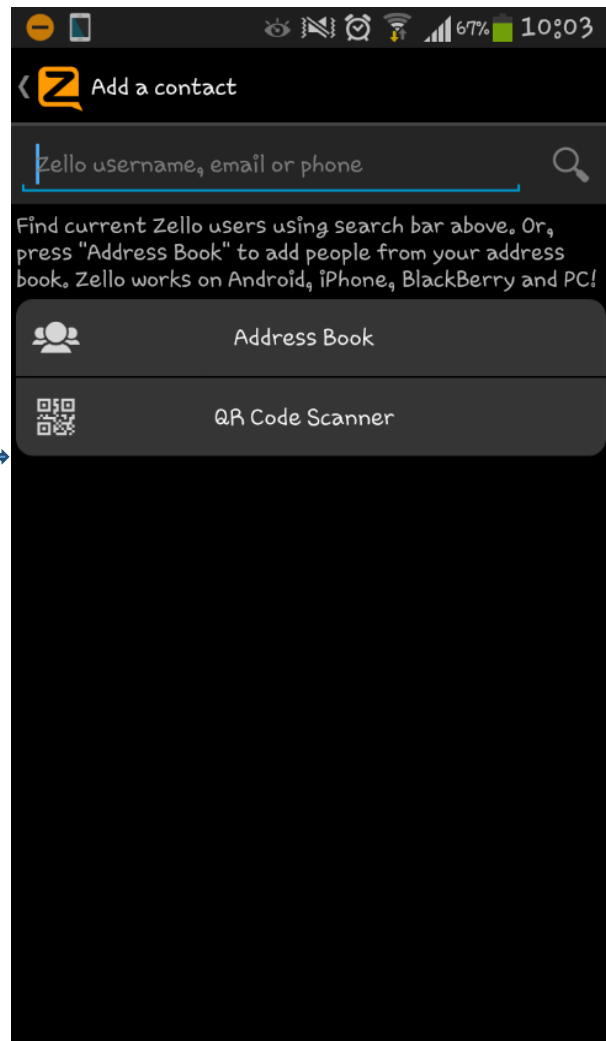 67% 10:03
Add a contact
Zello username, email or phone
Find current Zello users using search bar above. Or,
press "Address Book" to add people from your address
book. Zello works on Android, iPhone, BlackBerry and PC!
Address Book
QR Code Scanner